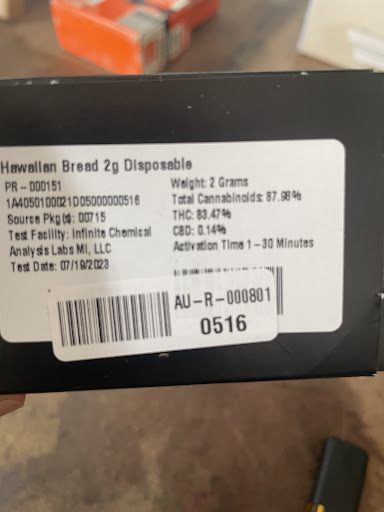 Hawaiian Bread 2g Disposable
PR-000151
1A4050100021D05000000516
Source Pkg(s): 00715
Test Facility: Infinite Chemical
Analysis Labs MI, LLC
Test Date: 07/19/2023
Weight: 2 Grams
Total Cannabinoids: 87.98%
THC: 83.47%
CBD: 0.14%
Activation Time 1-30 Minutes
AU-R-000801
0516